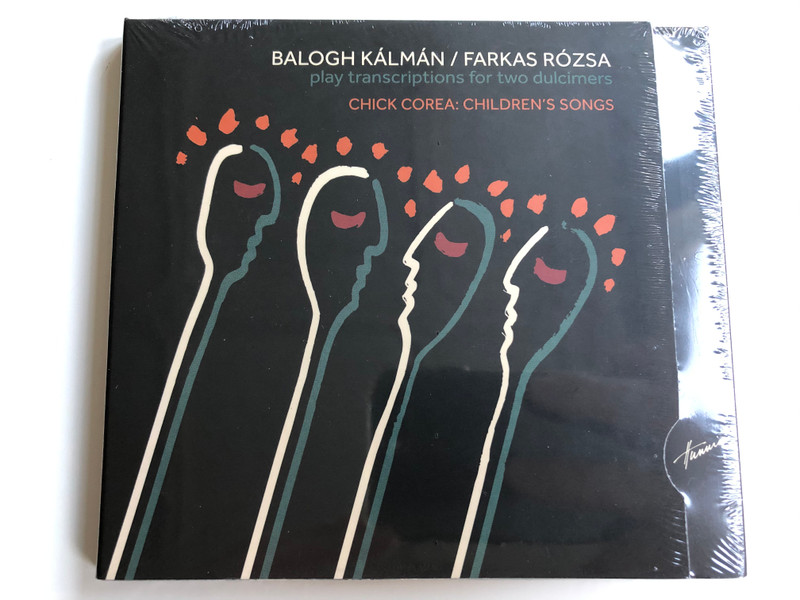 BALOGH KÁLMÁN / FARKAS RÓZSA
play transcriptions for two dulcimers
CHICK COREA: CHILDREN'S SONGS